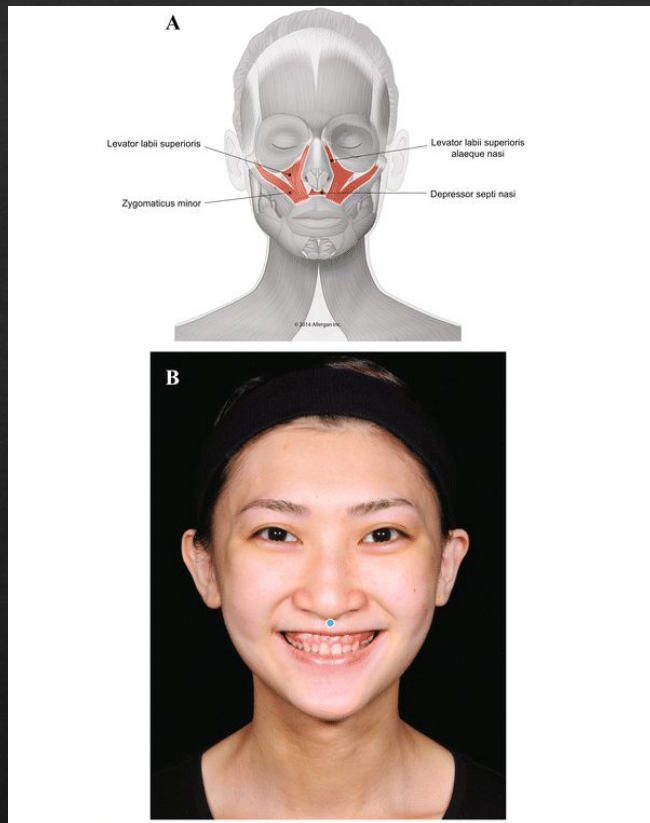 A
Levator labii superioris
Levator labii superioris
alaeque nasi
Zygomaticus minor
Depressor septi nasi
© 2014 Allergan Inc.
B